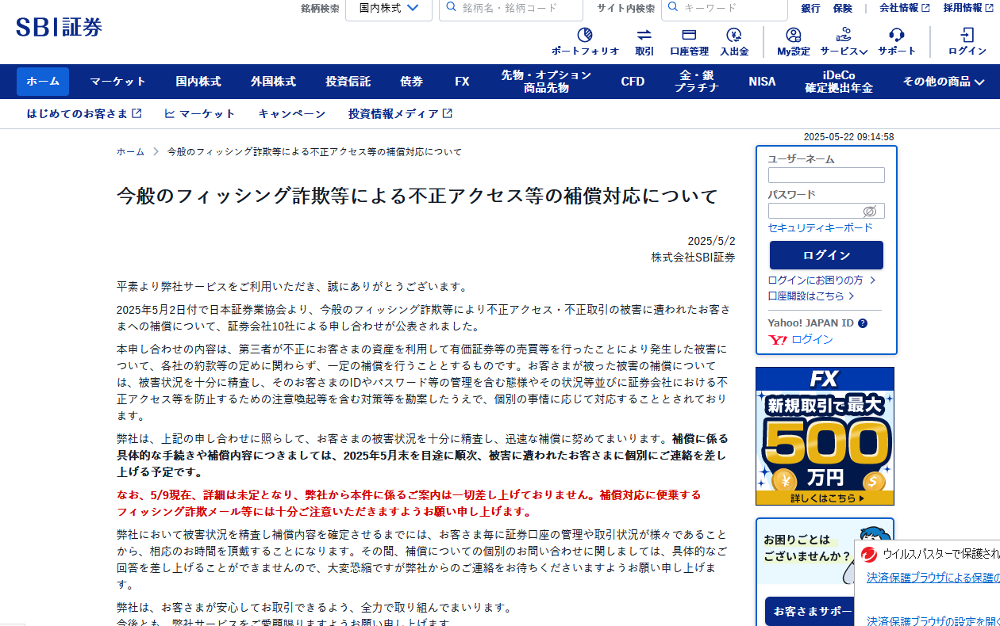 SBI証券
銘柄検索 国内株式 銘柄名・銘柄コード サイト内検索 キーワード 銀行 保険 | 会社情報 採用情報
ポートフォリオ 取引 口座管理 入出金 My設定 サービス サポート ログイン
ホーム マーケット 国内株式 外国株式 投資信託 債券 FX 先物・オプション 商品先物 CFD 金・銀 プラチナ NISA iDeCo 確定拠出年金 その他の商品
はじめてのお客さま マーケット キャンペーン 投資情報メディア
2025-05-22 09:14:58
ホーム 今般のフィッシング詐欺等による不正アクセス等の補償対応について
今般のフィッシング詐欺等による不正アクセス等の補償対応について
2025/5/2
株式会社SBI証券
平素より弊社サービスをご利用いただき、誠にありがとうございます。
2025年5月2日付で日本証券業協会より、今般のフィッシング詐欺等により不正アクセス・不正取引の被害に遭われたお客さ
まへの補償について、証券会社10社による申し合わせが公表されました。
本申し合わせの内容は、第三者が不正にお客さまの資産を利用して有価証券等の売買等を行ったことにより発生した被害に
ついて、各社の約款等の定めに関わらず、一定の補償を行うこととするものです。お客さまが被った被害の補償について
は、被害状況を十分に精査し、そのお客さまのIDやパスワード等の管理を含む態様やその状況等並びに証券会社における不
正アクセス等を防止するための注意喚起等を含む対策等を勘案したうえで、個別の事情に応じて対応することとされており
ます。
弊社は、上記の申し合わせに照らして、お客さまの被害状況を十分に精査し、迅速な補償に努めてまいります。補償に係る
具体的な手続きや補償内容につきましては、2025年5月末を目途に順次、被害に遭われたお客さまに個別にご連絡を差し
上げる予定です。
なお、5/9現在、詳細は未定となり、弊社から本件に係るご案内は一切差し上げておりません。補償対応に便乗する
フィッシング詐欺メール等には十分ご注意いただきますようお願い申し上げます。
弊社において被害状況を精査し補償内容を確定させるまでには、お客さま毎に証券口座の管理や取引状況が様々であること
から、相応のお時間を頂戴することになります。その間、補償についての個別のお問い合わせに関しましては、具体的なご
回答を差し上げることができませんので、大変恐縮ですが弊社からのご連絡をお待ちくださいますようお願い申し上げま
す。
弊社は、お客さまが安心してお取引できるよう、全力で取り組んでまいります。
今後とも、弊社サービスをご愛顧賜りますようお願い申し上げます。
ユーザーネーム
パスワード
セキュリティキーボード
ログイン
ログインにお困りの方
口座開設はこちら
Yahoo! JAPAN ID ?
Y! ログイン
FX
新規取引で最大
500
万円
詳しくはこちら
お困りごとは
ございませんか？
お客さまサポー
ウイルスバスターで保護され
決済保護ブラウザによる保護の
決済保護ブラウザの設定を開く